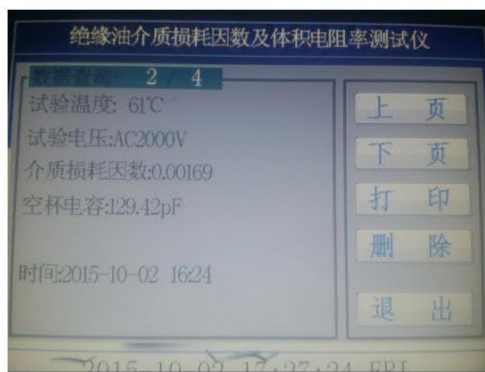 绝缘油介质损耗因数及体积电阻率测试仪
数据查询- 2 / 4
试验温度: 61℃
试验电压:AC2000V
介质损耗因数:0.00169
空杯电容:129.42pF
时间:2015-10-02 16:24
上 页
下 页
打 印
删 除
退 出
2015-10-02 17:27:24 FRI